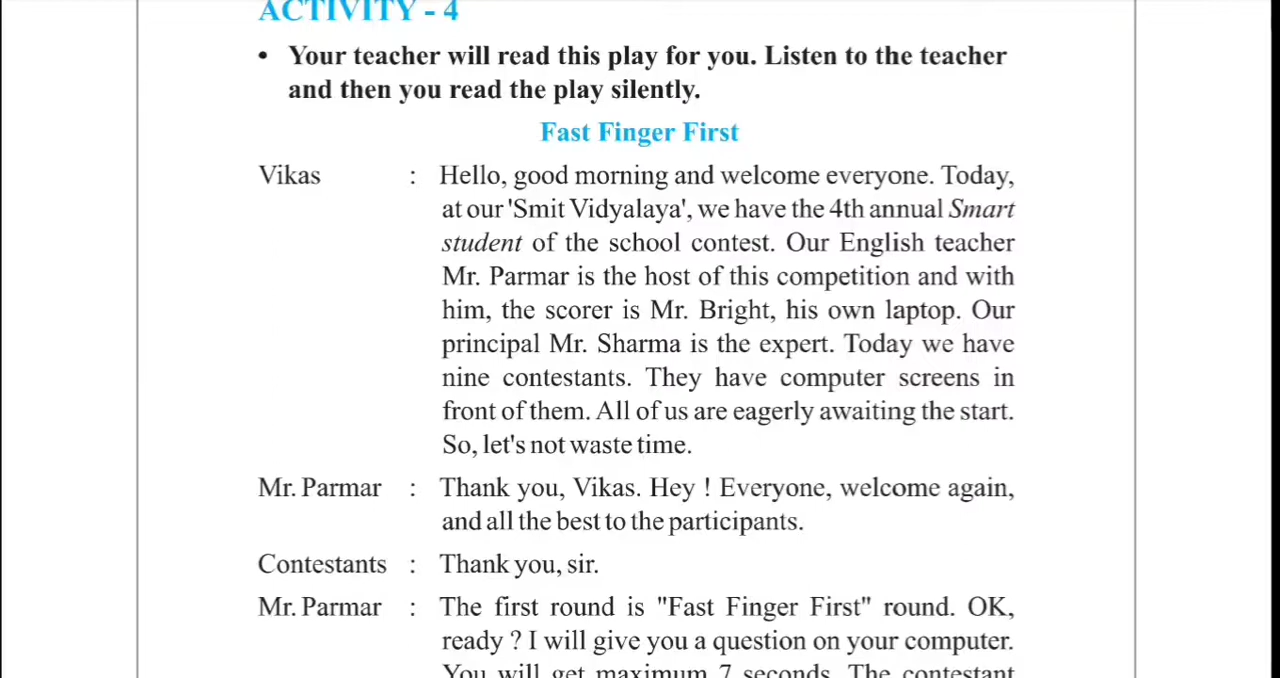 ACTIVITY - 4
• Your teacher will read this play for you. Listen to the teacher
and then you read the play silently.
Fast Finger First
Vikas : Hello, good morning and welcome everyone. Today,
at our 'Smit Vidyalaya', we have the 4th annual Smart
student of the school contest. Our English teacher
Mr. Parmar is the host of this competition and with
him, the scorer is Mr. Bright, his own laptop. Our
principal Mr. Sharma is the expert. Today we have
nine contestants. They have computer screens in
front of them. All of us are eagerly awaiting the start.
So, let's not waste time.
Mr. Parmar : Thank you, Vikas. Hey ! Everyone, welcome again,
and all the best to the participants.
Contestants : Thank you, sir.
Mr. Parmar : The first round is "Fast Finger First" round. OK,
ready ? I will give you a question on your computer.
You will get maximum 7 seconds. The contestant